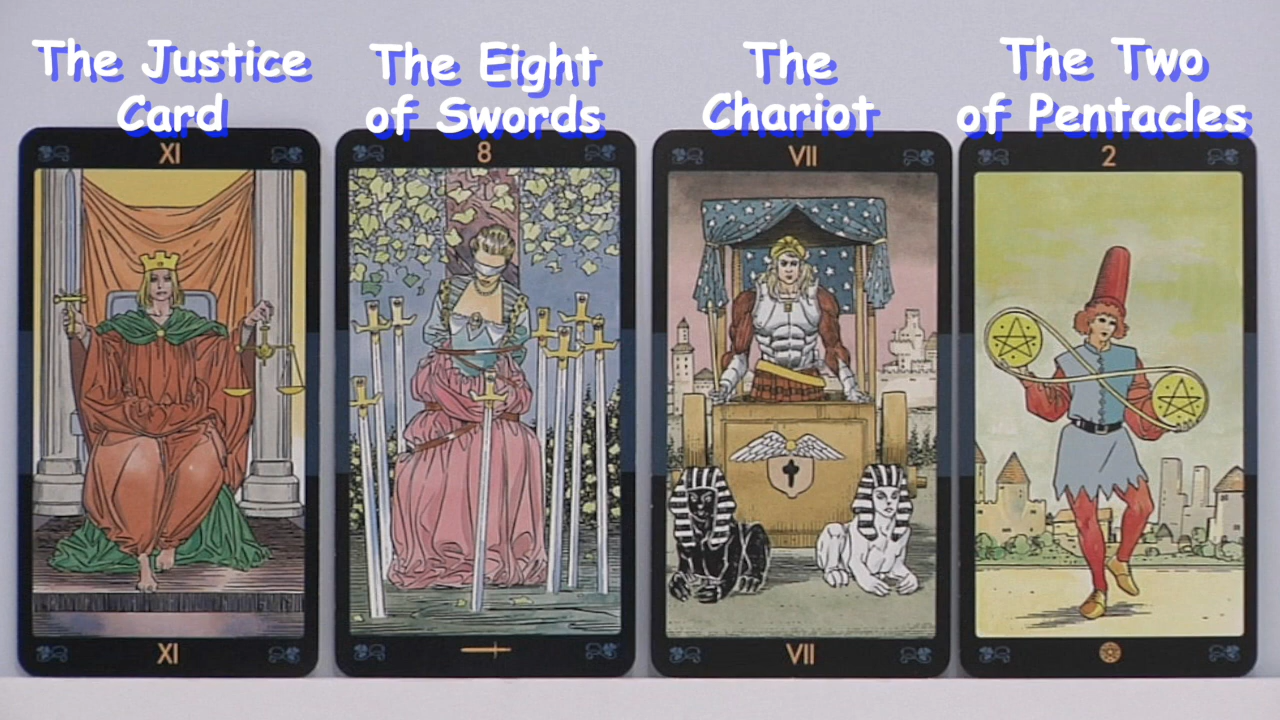 The Justice
Card
The Eight
of Swords
The
Chariot
The Two
of Pentacles
XI
8
VII
2
XI
VII